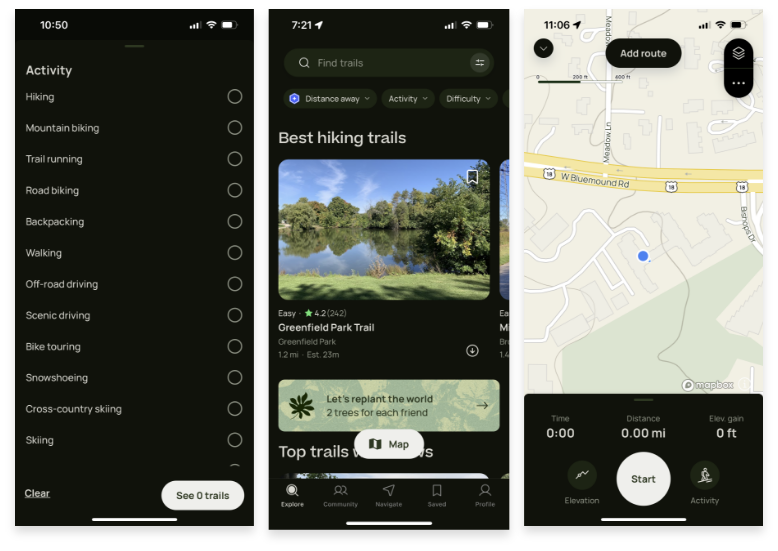 10:50
Activity
Hiking
Mountain biking
Trail running
Road biking
Backpacking
Walking
Off-road driving
Scenic driving
Bike touring
Snowshoeing
Cross-country skiing
Skiing
Clear
See 0 trails
7:21
Find trails
Distance away
Activity
Difficulty
Best hiking trails
Easy · 4.2 (242)
Ea
Greenfield Park Trail
Mi
Greenfield Park
Br
1.2 mi · Est. 23m
1.4
Let's replant the world
2 trees for each friend
Map
Top trails w
Explore
Community
Navigate
Saved
Profile
11:06
Add route
0 200 ft 400 ft
Meadow Ln
18
W Bluemound Rd
18
18
Bishops Dr
mapbox
Time
Distance
Elev. gain
0:00
0.00 mi
0 ft
Start
Elevation
Activity